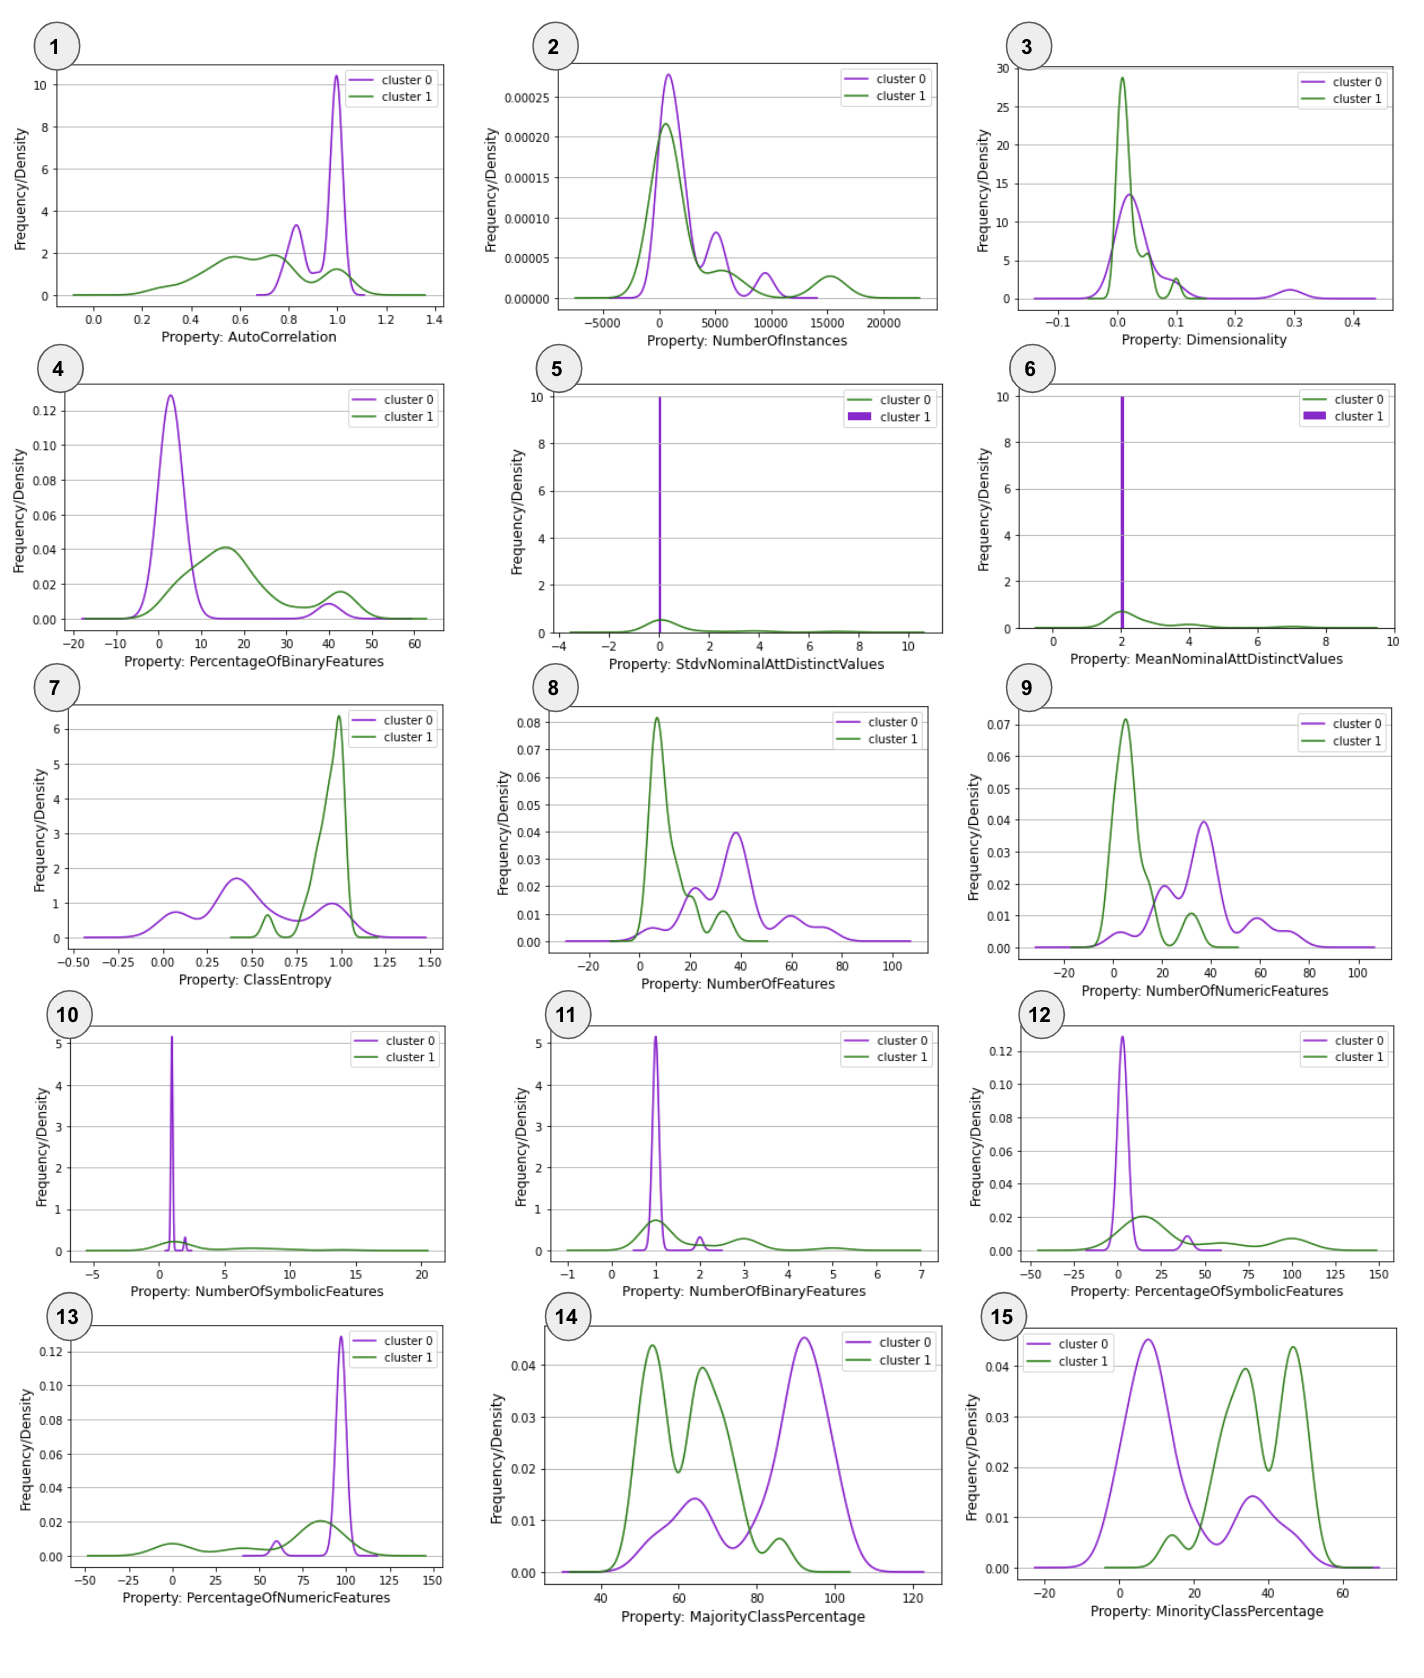 1
cluster 0
cluster 1
10
8
6
4
2
0
Frequency/Density
0.0 0.2 0.4 0.6 0.8 1.0 1.2 1.4
Property: AutoCorrelation
2
cluster 0
cluster 1
0.00025
0.00020
0.00015
0.00010
0.00005
0.00000
Frequency/Density
−5000 0 5000 10000 15000 20000
Property: NumberOfInstances
3
cluster 0
cluster 1
30
25
20
15
10
5
0
Frequency/Density
−0.1 0.0 0.1 0.2 0.3 0.4
Property: Dimensionality
4
cluster 0
cluster 1
0.12
0.10
0.08
0.06
0.04
0.02
0.00
Frequency/Density
−20 −10 0 10 20 30 40 50 60
Property: PercentageOfBinaryFeatures
5
cluster 0
cluster 1
10
8
6
4
2
0
Frequency/Density
−4 −2 0 2 4 6 8 10
Property: StdvNominalAttDistinctValues
6
cluster 0
cluster 1
10
8
6
4
2
0
Frequency/Density
0 2 4 6 8 10
Property: MeanNominalAttDistinctValues
7
cluster 0
cluster 1
6
5
4
3
2
1
0
Frequency/Density
−0.50 −0.25 0.00 0.25 0.50 0.75 1.00 1.25 1.50
Property: ClassEntropy
8
cluster 0
cluster 1
0.08
0.07
0.06
0.05
0.04
0.03
0.02
0.01
0.00
Frequency/Density
−20 0 20 40 60 80 100
Property: NumberOfFeatures
9
cluster 0
cluster 1
0.07
0.06
0.05
0.04
0.03
0.02
0.01
0.00
Frequency/Density
−20 0 20 40 60 80 100
Property: NumberOfNumericFeatures
10
cluster 0
cluster 1
5
4
3
2
1
0
Frequency/Density
−5 0 5 10 15 20
Property: NumberOfSymbolicFeatures
11
cluster 0
cluster 1
5
4
3
2
1
0
Frequency/Density
−1 0 1 2 3 4 5 6 7
Property: NumberOfBinaryFeatures
12
cluster 0
cluster 1
0.12
0.10
0.08
0.06
0.04
0.02
0.00
Frequency/Density
−50 −25 0 25 50 75 100 125 150
Property: PercentageOfSymbolicFeatures
13
cluster 0
cluster 1
0.12
0.10
0.08
0.06
0.04
0.02
0.00
Frequency/Density
−50 −25 0 25 50 75 100 125 150
Property: PercentageOfNumericFeatures
14
cluster 0
cluster 1
0.04
0.03
0.02
0.01
0.00
Frequency/Density
40 60 80 100 120
Property: MajorityClassPercentage
15
cluster 0
cluster 1
0.04
0.03
0.02
0.01
0.00
Frequency/Density
−20 0 20 40 60
Property: MinorityClassPercentage